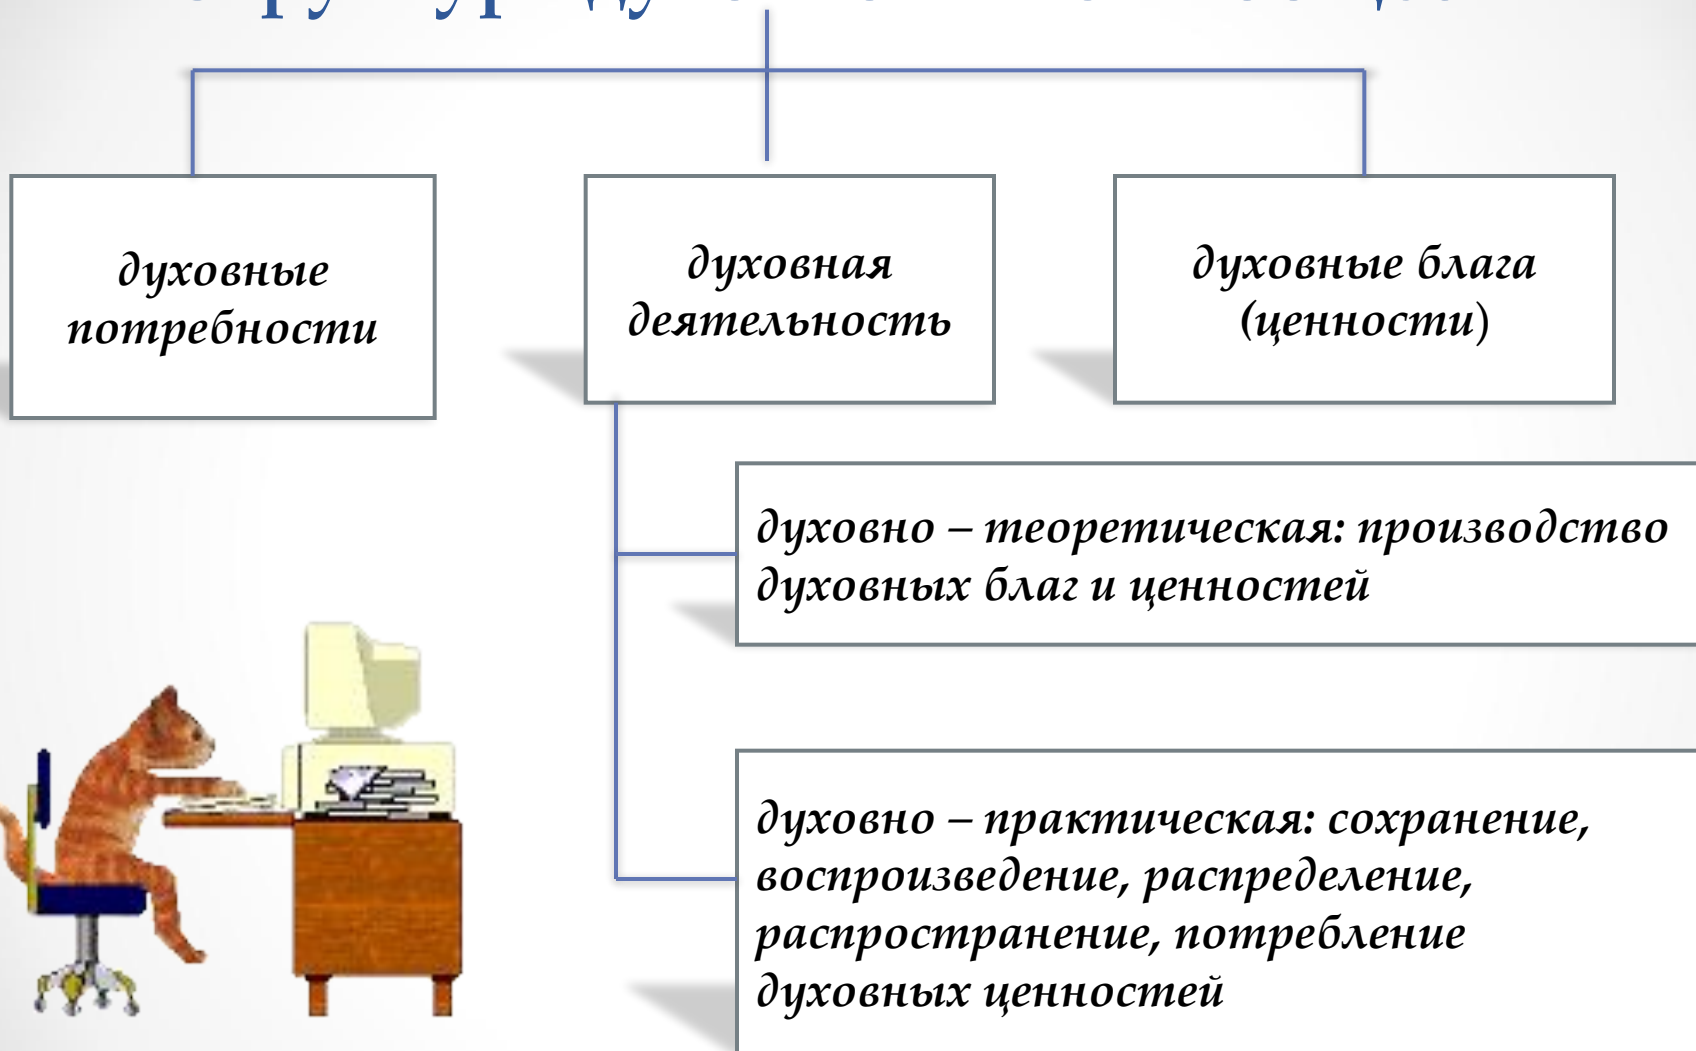 духовные
потребности
духовная
деятельность
духовные блага
(ценности)
духовно – теоретическая: производство
духовных благ и ценностей
духовно – практическая: сохранение,
воспроизведение, распределение,
распространение, потребление
духовных ценностей